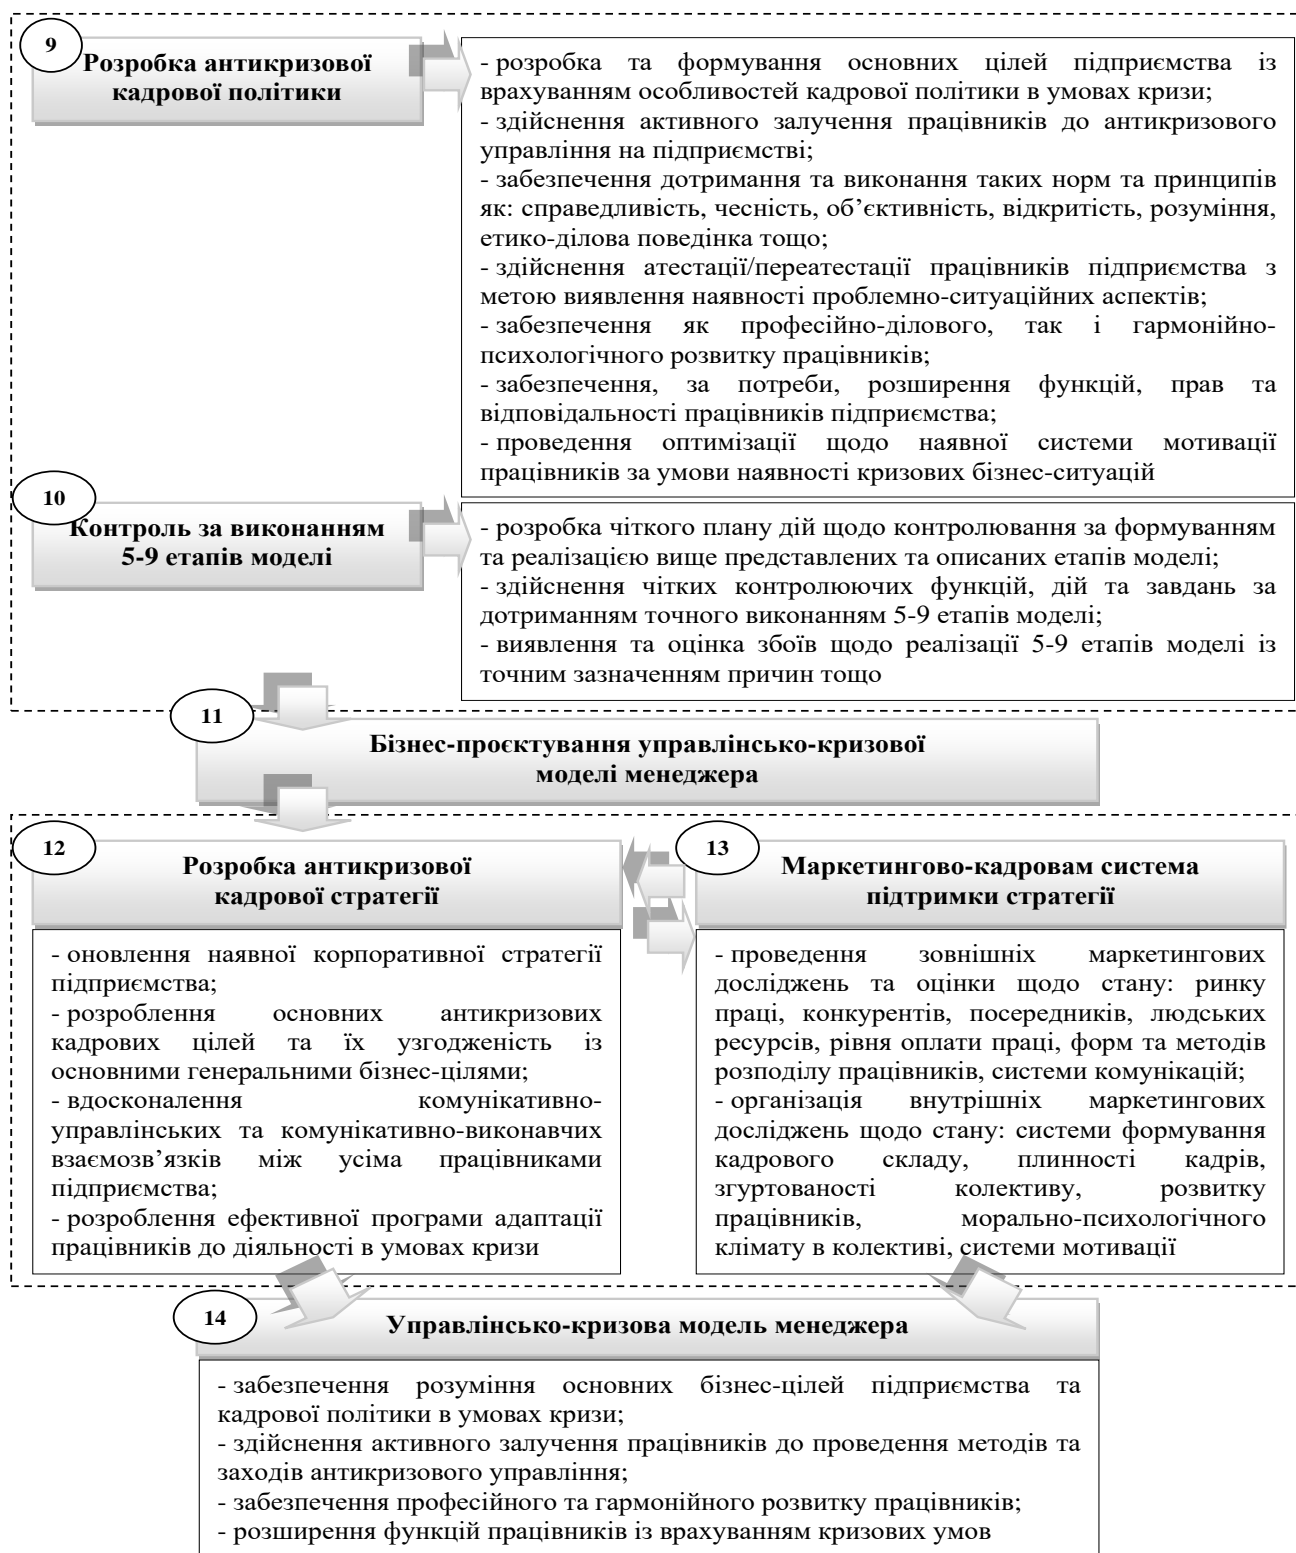 9
Розробка антикризової
кадрової політики
- розробка та формування основних цілей підприємства із
врахуванням особливостей кадрової політики в умовах кризи;
- здійснення активного залучення працівників до антикризового
управління на підприємстві;
- забезпечення дотримання та виконання таких норм та принципів
як: справедливість, чесність, об’єктивність, відкритість, розуміння,
етико-ділова поведінка тощо;
- здійснення атестації/переатестації працівників підприємства з
метою виявлення наявності проблемно-ситуаційних аспектів;
- забезпечення як професійно-ділового, так і гармонійно-
психологічного розвитку працівників;
- забезпечення, за потреби, розширення функцій, прав та
відповідальності працівників підприємства;
- проведення оптимізації щодо наявної системи мотивації
працівників за умови наявності кризових бізнес-ситуацій
10
Контроль за виконанням
5-9 етапів моделі
- розробка чіткого плану дій щодо контролювання за формуванням
та реалізацією вище представлених та описаних етапів моделі;
- здійснення чітких контролюючих функцій, дій та завдань за
дотриманням точного виконанням 5-9 етапів моделі;
- виявлення та оцінка збоїв щодо реалізації 5-9 етапів моделі із
точним зазначенням причин тощо
11
Бізнес-проєктування управлінсько-кризової
моделі менеджера
12
Розробка антикризової
кадрової стратегії
- оновлення наявної корпоративної стратегії
підприємства;
- розроблення основних антикризових
кадрових цілей та їх узгодженість із
основними генеральними бізнес-цілями;
- вдосконалення комунікативно-
управлінських та комунікативно-виконавчих
взаємозв’язків між усіма працівниками
підприємства;
- розроблення ефективної програми адаптації
працівників до діяльності в умовах кризи
13
Маркетингово-кадровам система
підтримки стратегії
- проведення зовнішніх маркетингових
досліджень та оцінки щодо стану: ринку
праці, конкурентів, посередників, людських
ресурсів, рівня оплати праці, форм та методів
розподілу працівників, системи комунікацій;
- організація внутрішніх маркетингових
досліджень щодо стану: системи формування
кадрового складу, плинності кадрів,
згуртованості колективу, розвитку
працівників, морально-психологічного
клімату в колективі, системи мотивації
14
Управлінсько-кризова модель менеджера
- забезпечення розуміння основних бізнес-цілей підприємства та
кадрової політики в умовах кризи;
- здійснення активного залучення працівників до проведення методів та
заходів антикризового управління;
- забезпечення професійного та гармонійного розвитку працівників;
- розширення функцій працівників із врахуванням кризових умов